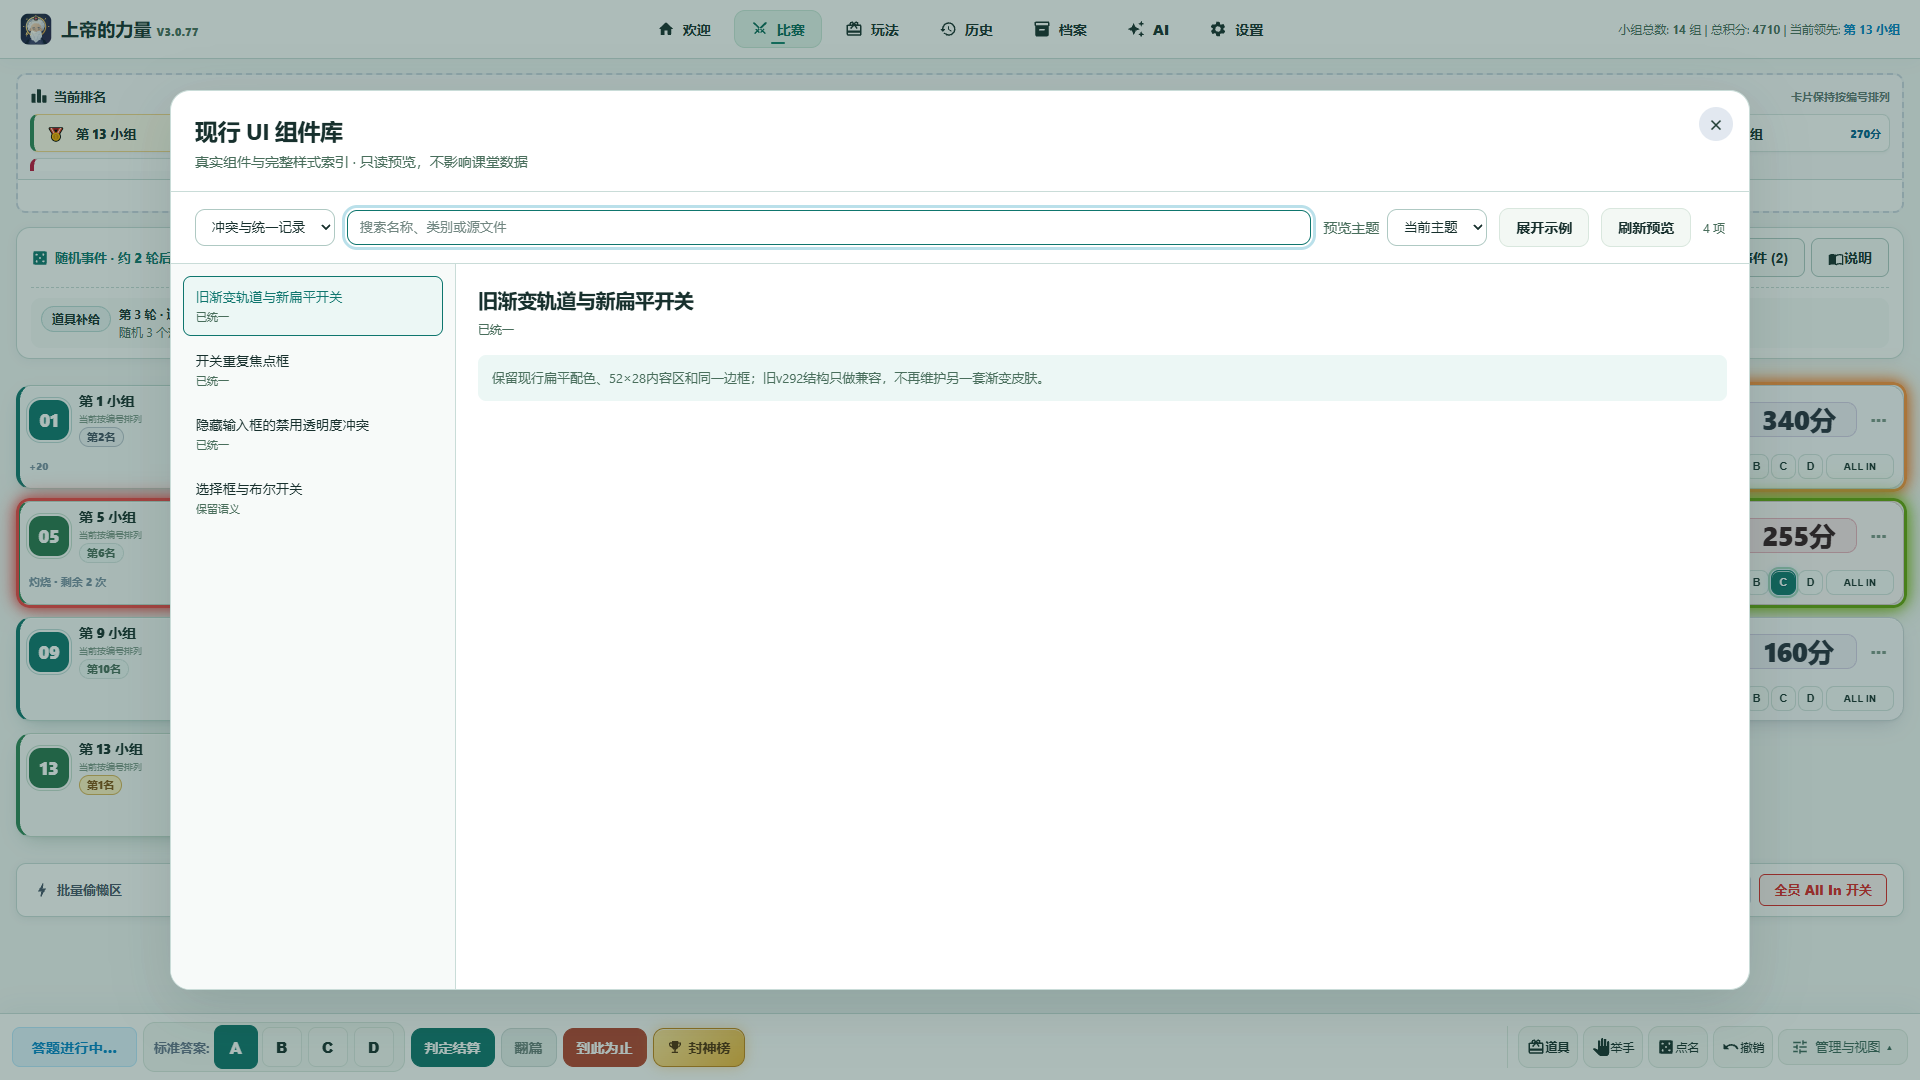 上帝的力量 V3.0.77
欢迎
比赛
玩法
历史
档案
AI
设置
小组总数: 14 组 | 总积分: 4710 | 当前领先: 第 13 小组
当前排名
卡片保持按编号排列
第 13 小组
组
270分
随机事件 · 约 2 轮后
件 (2)
说明
道具补给
第 3 轮 ·
随机 3 个
01
第 1 小组
当前按编号排列
第2名
+20
340分
B
C
D
ALL IN
05
第 5 小组
当前按编号排列
第6名
灼烧 · 剩余 2 次
255分
B
C
D
ALL IN
09
第 9 小组
当前按编号排列
第10名
160分
B
C
D
ALL IN
13
第 13 小组
当前按编号排列
第1名
批量偷懒区
全员 All In 开关
现行 UI 组件库
真实组件与完整样式索引 · 只读预览，不影响课堂数据
冲突与统一记录
搜索名称、类别或源文件
预览主题
当前主题
展开示例
刷新预览
4 项
旧渐变轨道与新扁平开关
已统一
开关重复焦点框
已统一
隐藏输入框的禁用透明度冲突
已统一
选择框与布尔开关
保留语义
旧渐变轨道与新扁平开关
已统一
保留现行扁平配色、52×28内容区和同一边框；旧v292结构只做兼容，不再维护另一套渐变皮肤。
答题进行中...
标准答案:
A
B
C
D
判定结算
翻篇
到此为止
封神榜
道具
举手
点名
撤销
管理与视图